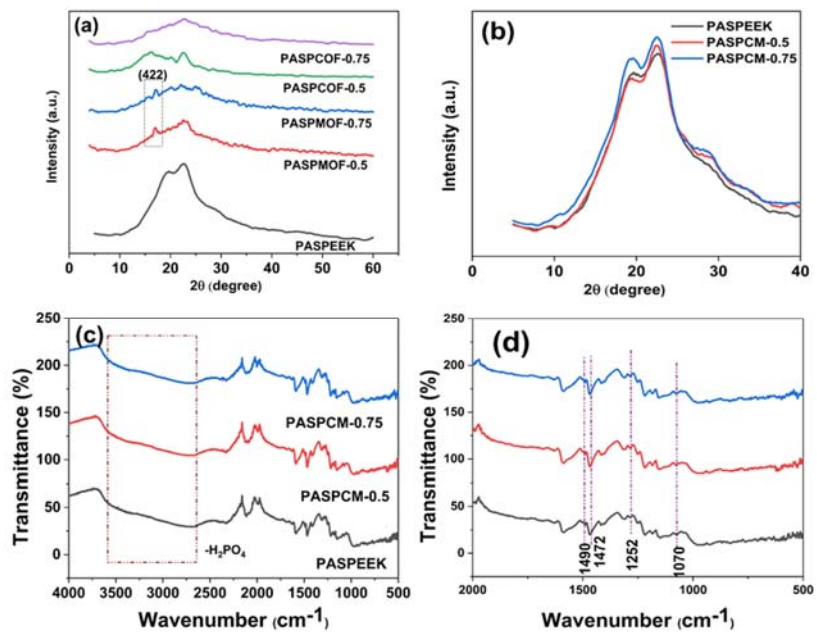 (a)
PASPCOF-0.75
(422)
PASPCOF-0.5
PASPMOF-0.75
PASPMOF-0.5
PASPEEK
Intensity (a.u.)
0 10 20 30 40 50 60
2θ (degree)
(b)
PASPEEK
PASPCM-0.5
PASPCM-0.75
Intensity (a.u.)
0 10 20 30 40
2θ (degree)
(c)
250
200
150
100
50
0
Transmittance (%)
PASPCM-0.75
PASPCM-0.5
-H₂PO₄
PASPEEK
4000 3500 3000 2500 2000 1500 1000 500
Wavenumber (cm⁻¹)
(d)
250
200
150
100
50
0
Transmittance (%)
1490
1472
1252
1070
2000 1500 1000 500
Wavenumber (cm⁻¹)